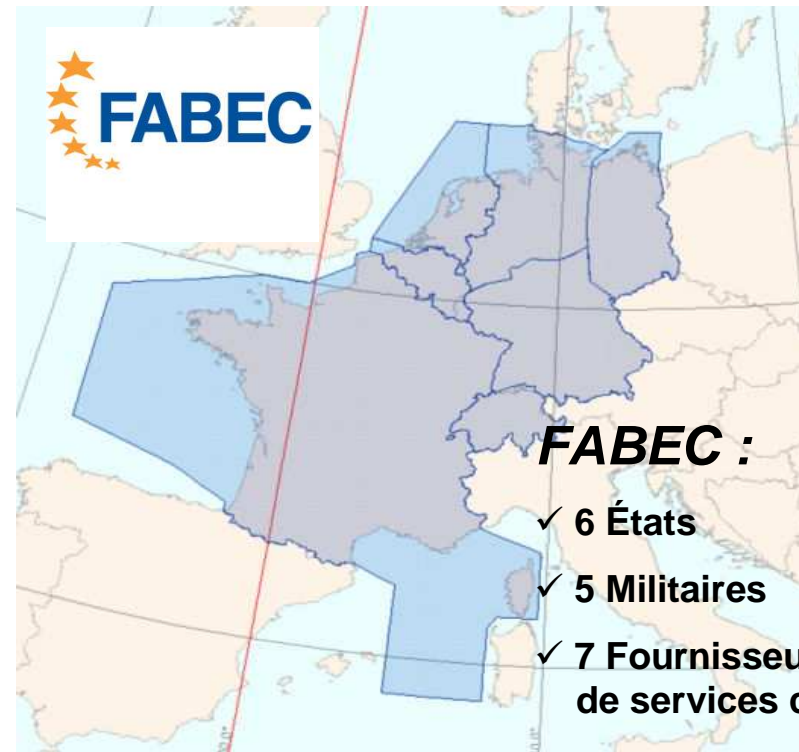 FABEC
FABEC :
✓ 6 États
✓ 5 Militaires
✓ 7 Fournisseu
de services